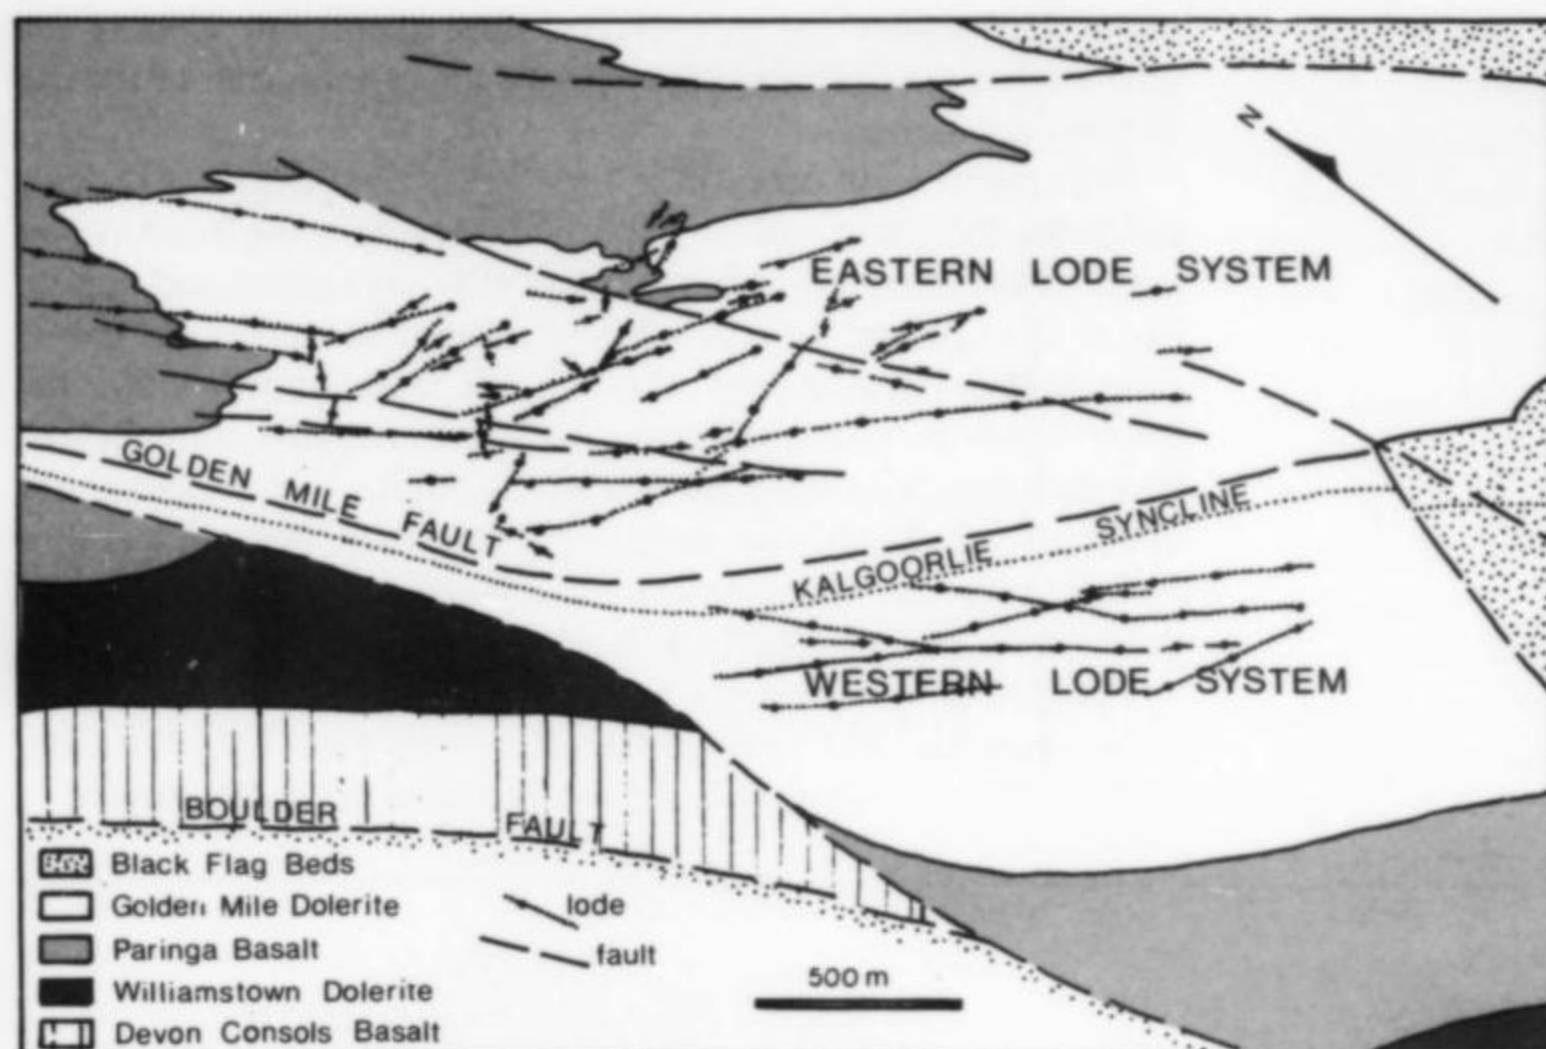 N
EASTERN LODE SYSTEM
GOLDEN MILE FAULT
KALGOORLIE SYNCLINE
WESTERN LODE SYSTEM
BOULDER FAULT
Black Flag Beds
Golden Mile Dolerite
Paringa Basalt
Williamstown Dolerite
Devon Consols Basalt
lode
fault
500 m